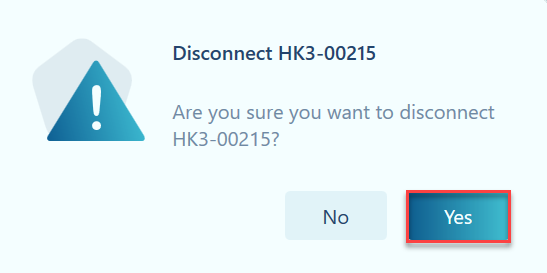 Disconnect HK3-00215
Are you sure you want to disconnect
HK3-00215?
No
Yes